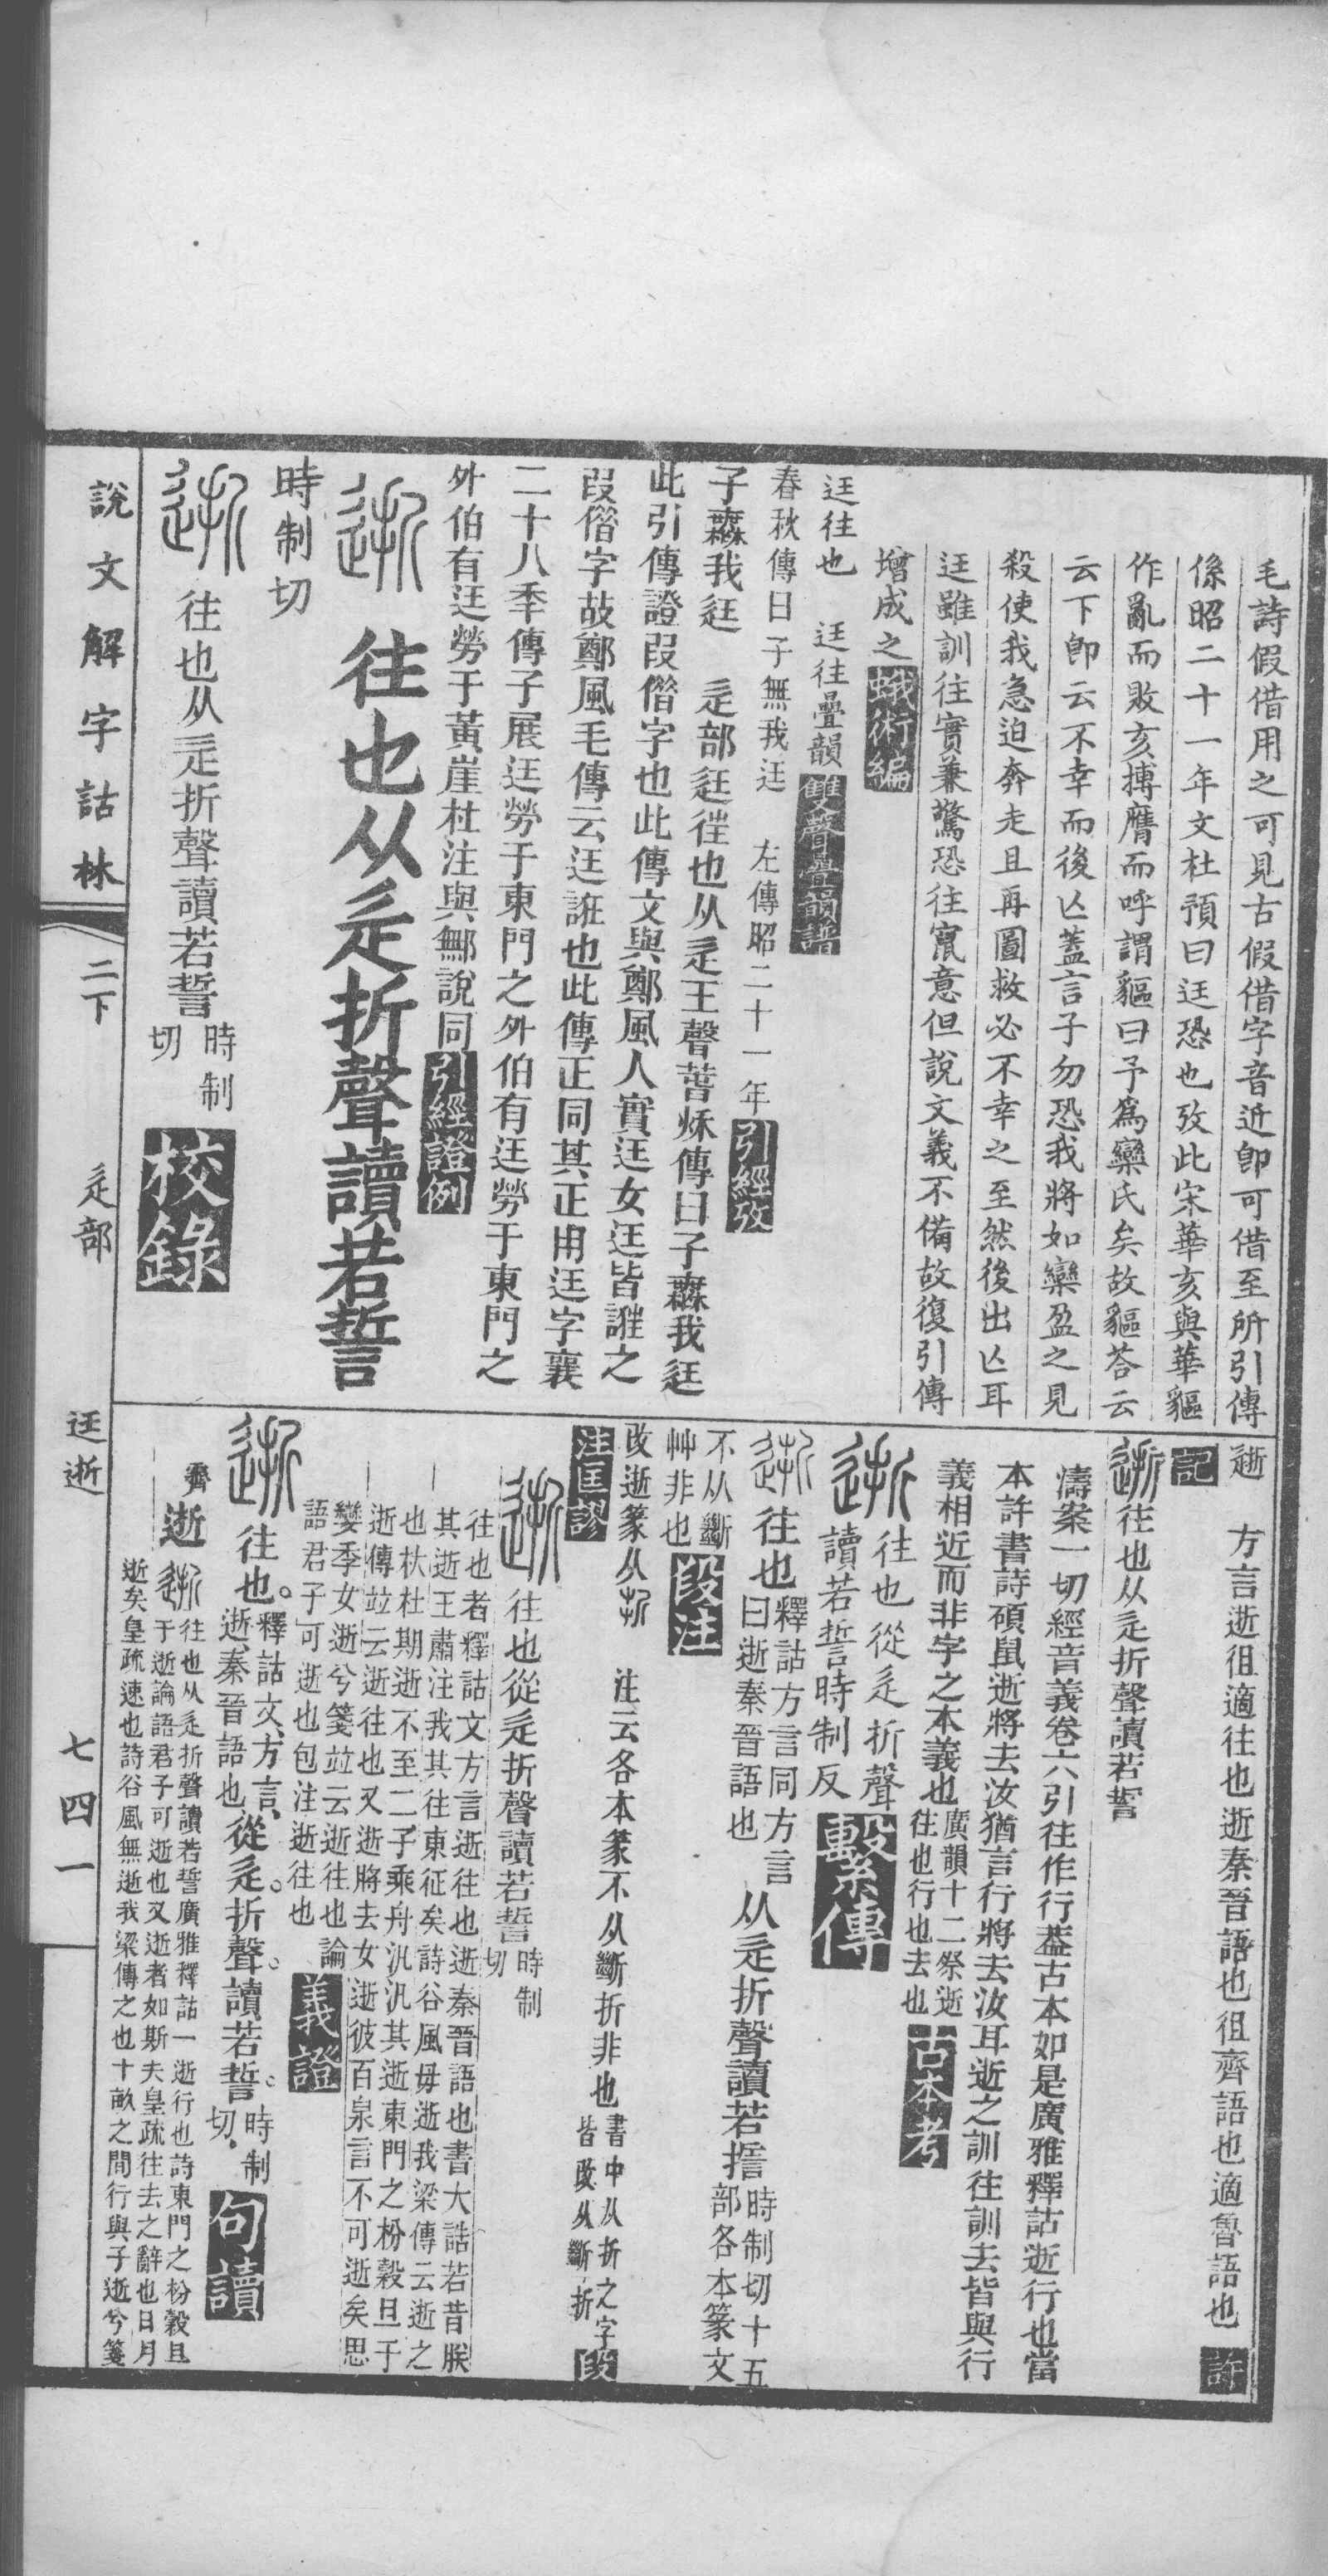 毛詩假借用之可見古假借字音近卽可借至所引傳
係昭二十一年文杜預曰迋恐也攷此宋華亥與華貙
作亂而敗亥搏膺而呼謂貙曰予爲欒氏矣故貙荅云
云下卽云不幸而後亾蓋言子勿恐我將如欒盈之見
殺使我急迫奔走且再圖救必不幸之至然後出亾耳
迋雖訓往實兼驚恐往竄意但說文義不備故復引傳
增成之蛾術編
迋往也　迋往疊韻雙聲疊韻譜
春秋傳曰子無我迋　左傳昭二十一年引經攷
子𣞤我迋　辵部迋徃也从辵王聲萅秌傳曰子𣞤我迋
此引傳證叚偺字也此傳文與鄭風人實迋女迋皆誑之
叚偺字故鄭風毛傳云迋誑也此傳正同其正用迋字襄
二十八季傳子展迋勞于東門之外伯有迋勞于東門之
外伯有迋勞于黃崖杜注與鄦說同引經證例
逝　往也从辵折聲讀若誓
時制切
逝　往也从辵折聲讀若誓時制切　校錄
逝　方言逝徂適往也逝秦晉語也徂齊語也適魯語也　許
記
逝往也从辵折聲讀若誓
濤案一切經音義卷六引往作行葢古本如是廣雅釋詁逝行也當
本許書詩碩鼠逝將去汝猶言行將去汝耳逝之訓往訓去皆與行
義相近而非字之本義也廣韻十二祭逝往也行也去也古本考
逝往也從辵折聲
讀若誓時制反　繫傳
逝往也釋詁方言同方言曰逝秦晉語也从辵折聲讀若誓時制切十五部各本篆文
不从斷艸非也段注
改逝篆从𣂚　注云各本篆不从斷折非也書中从折之字皆改从斷折　段
注匡謬
逝往也從辵折聲讀若誓時制切
往也者釋詁文方言逝往也逝秦晉語也書大誥若昔朕
其逝王肅注我其往東征矣詩谷風毋逝我梁傳云逝之
也杕杜期逝不至二子乘舟汎汎其逝東門之枌穀旦于
逝傳竝云逝往也又逝將去女逝彼百泉言不可逝矣思
孌季女逝兮箋竝云逝往也論
語君子可逝也包注逝往也　義證
逝往也。釋詁文、方言、逝秦晉語也從辵。折聲。讀若誓。時制切。句讀
齊逝　逝往也从辵折聲讀若誓廣雅釋詁一逝行也詩東門之枌穀旦
于逝論語君子可逝也又逝者如斯夫皇疏往去之辭也日月
逝矣皇疏速也詩谷風無逝我梁傳之也十畝之間行與子逝兮箋
說文解字詁林　二下　辵部　迋逝　七四一